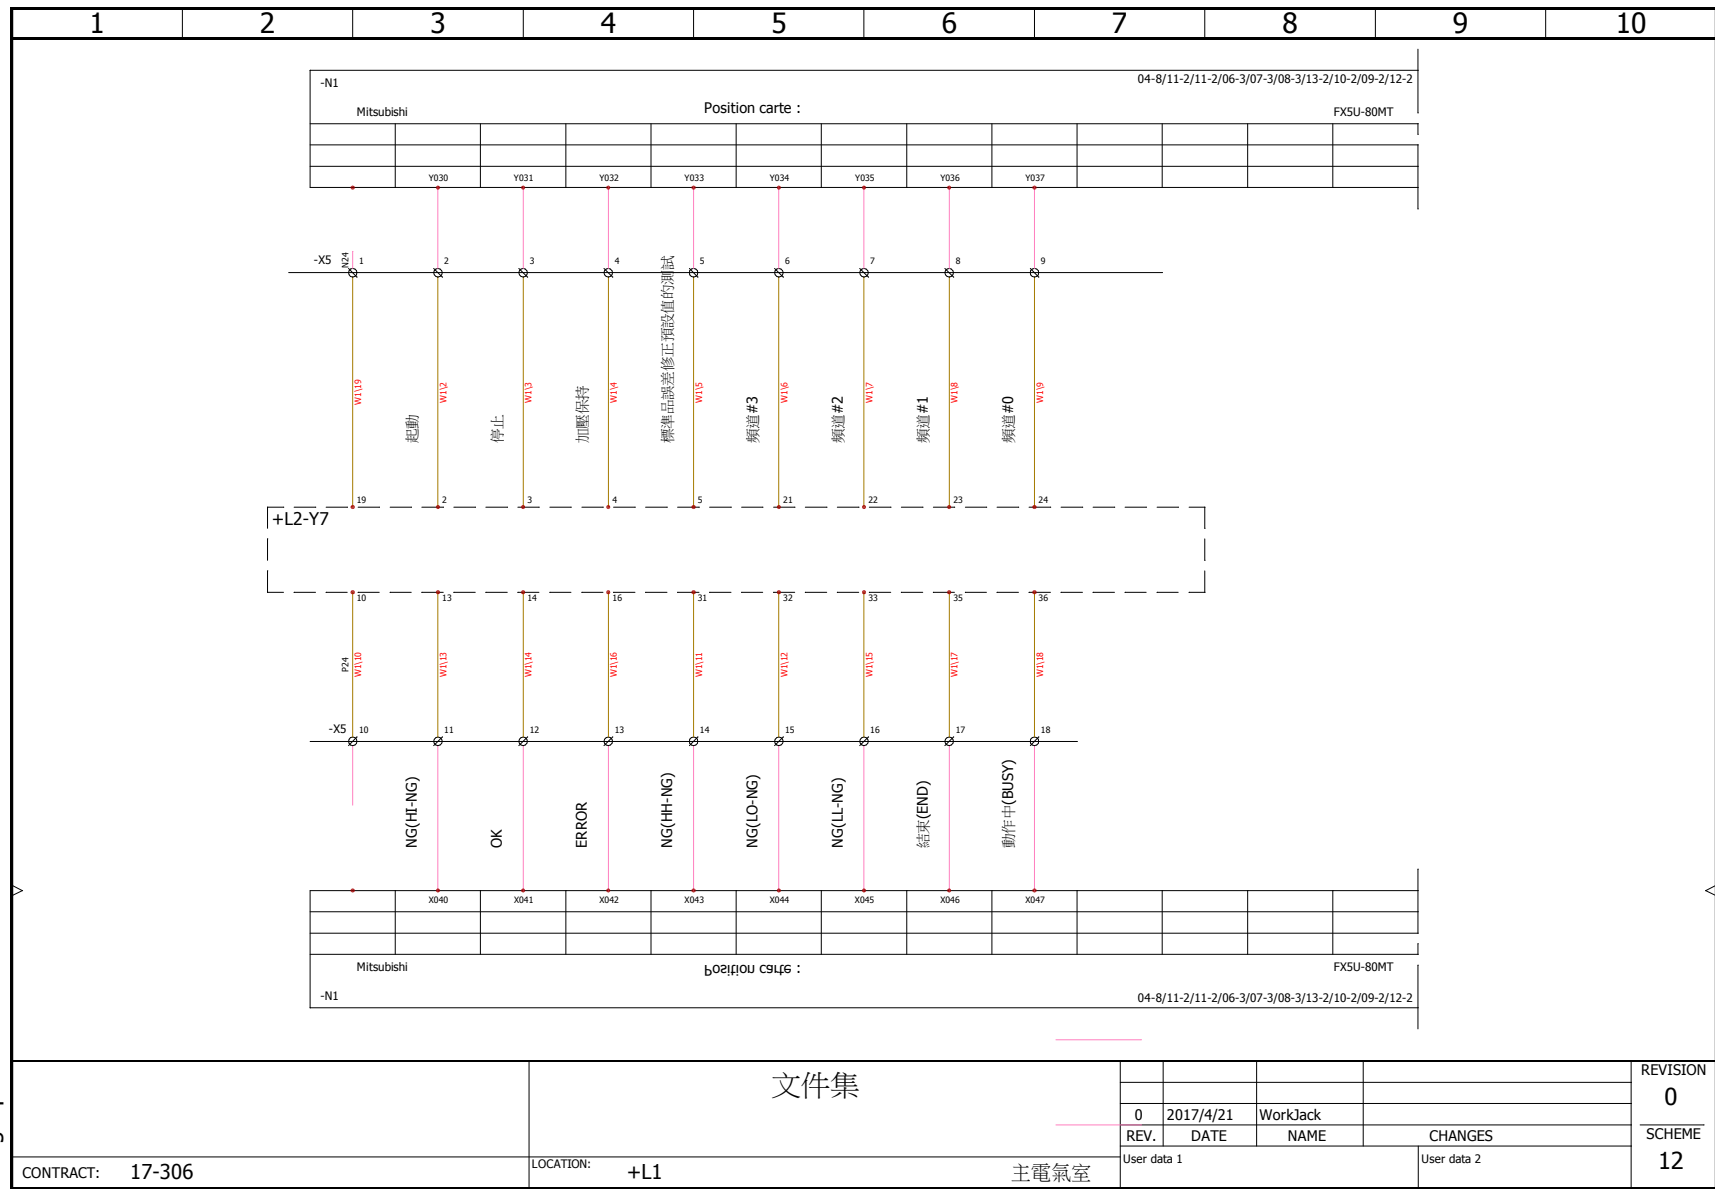 1 2 3 4 5 6 7 8 9 10
-N1 04-8/11-2/11-2/06-3/07-3/08-3/13-2/10-2/09-2/12-2
Mitsubishi Position carte : FX5U-80MT
Y030 Y031 Y032 Y033 Y034 Y035 Y036 Y037
-X5 N24 1 2 3 4 5 6 7 8 9
W1\19 W1\2 W1\3 W1\4 W1\5 W1\6 W1\7 W1\8 W1\9
起動
停止
加壓保持
標準品誤差修正預設值的測試
頻道#3
頻道#2
頻道#1
頻道#0
19 2 3 4 5 21 22 23 24
+L2-Y7
10 13 14 16 31 32 33 35 36
P24 W1\10 W1\13 W1\14 W1\16 W1\11 W1\12 W1\15 W1\17 W1\18
-X5 10 11 12 13 14 15 16 17 18
NG(HI-NG)
OK
ERROR
NG(HH-NG)
NG(LO-NG)
NG(LL-NG)
結束(END)
動作中(BUSY)
X040 X041 X042 X043 X044 X045 X046 X047
Mitsubishi Position carte : FX5U-80MT
-N1 04-8/11-2/11-2/06-3/07-3/08-3/13-2/10-2/09-2/12-2
文件集
REVISION
0
0 2017/4/21 WorkJack
REV. DATE NAME CHANGES
SCHEME
12
User data 1 User data 2
CONTRACT: 17-306
LOCATION: +L1 主電氣室